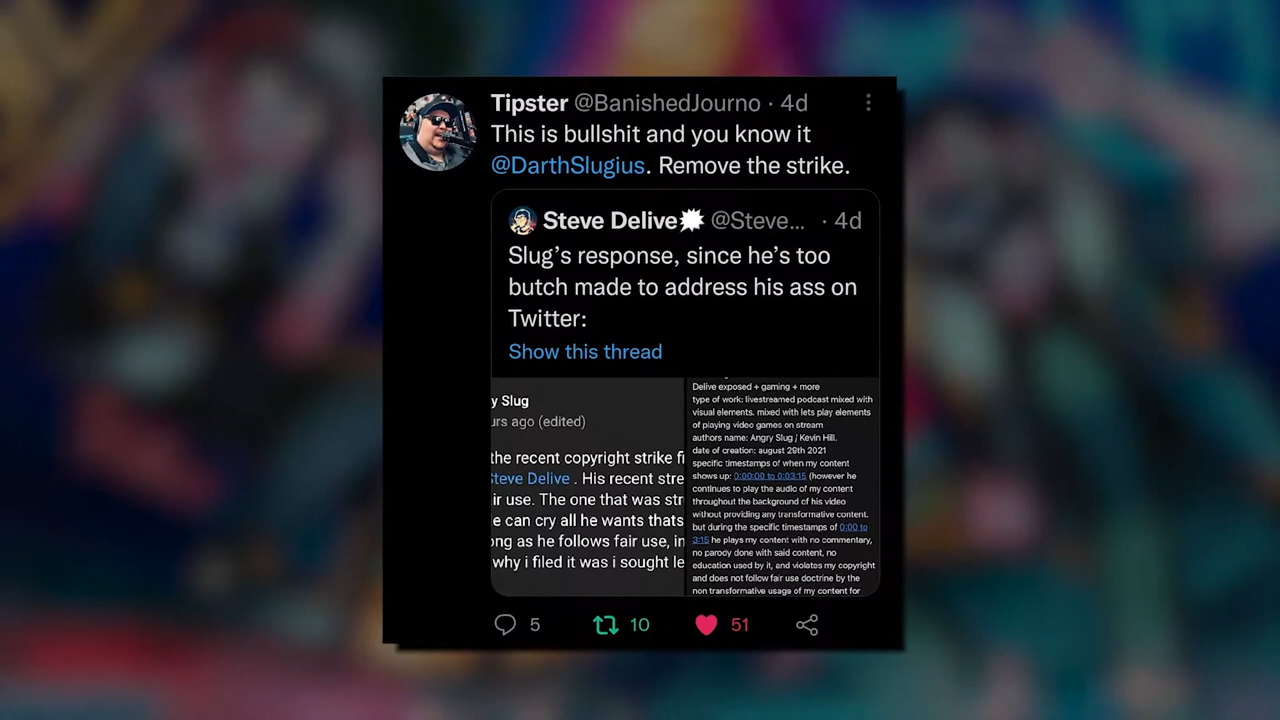 Tipster @BanishedJourno · 4d
This is bullshit and you know it
@DarthSlugius. Remove the strike.
Steve Delive @Steve... · 4d
Slug's response, since he's too
butch made to address his ass on
Twitter:
Show this thread
y Slug
urs ago (edited)
the recent copyright strike fi
Steve Delive . His recent stre
ir use. The one that was str
e can cry all he wants thats
ong as he follows fair use, in
why i filed it was i sought le
Delive exposed + gaming + more
type of work: livestreamed podcast mixed with
visual elements. mixed with lets play elements
of playing video games on stream
authors name: Angry Slug / Kevin Hill.
date of creation: august 29th 2021
specific timestamps of when my content
shows up: 0:00:00 to 0:03:15 (however he
continues to play the audio of my content
throughout the background of his video
without providing any transformative content.
but during the specific timestamps of 0:00 to
3:15 he plays my content with no commentary,
no parody done with said content, no
education used by it, and violates my copyright
and does not follow fair use doctrine by the
non transformative usage of my content for
5
10
51